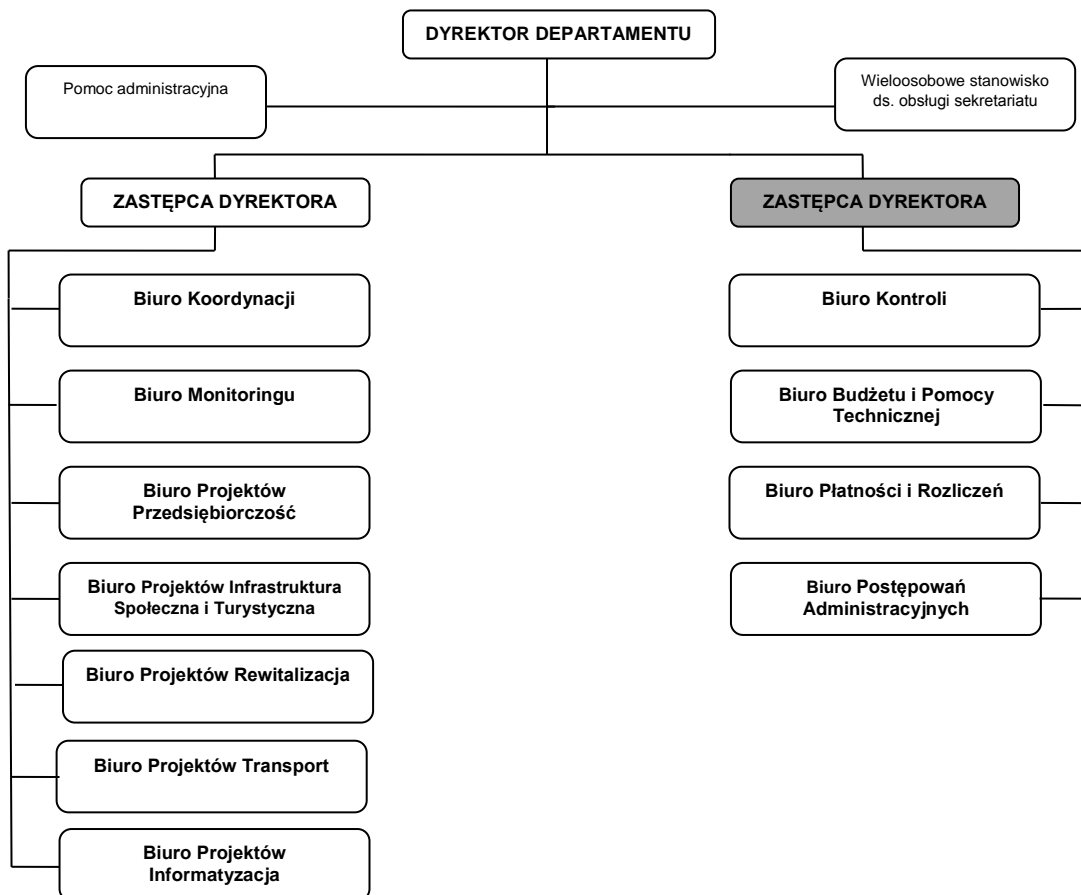 DYREKTOR DEPARTAMENTU
Pomoc administracyjna
Wieloosobowe stanowisko
ds. obsługi sekretariatu
ZASTĘPCA DYREKTORA
ZASTĘPCA DYREKTORA
Biuro Koordynacji
Biuro Monitoringu
Biuro Projektów
Przedsiębiorczość
Biuro Projektów Infrastruktura
Społeczna i Turystyczna
Biuro Projektów Rewitalizacja
Biuro Projektów Transport
Biuro Projektów
Informatyzacja
Biuro Kontroli
Biuro Budżetu i Pomocy
Technicznej
Biuro Płatności i Rozliczeń
Biuro Postępowań
Administracyjnych